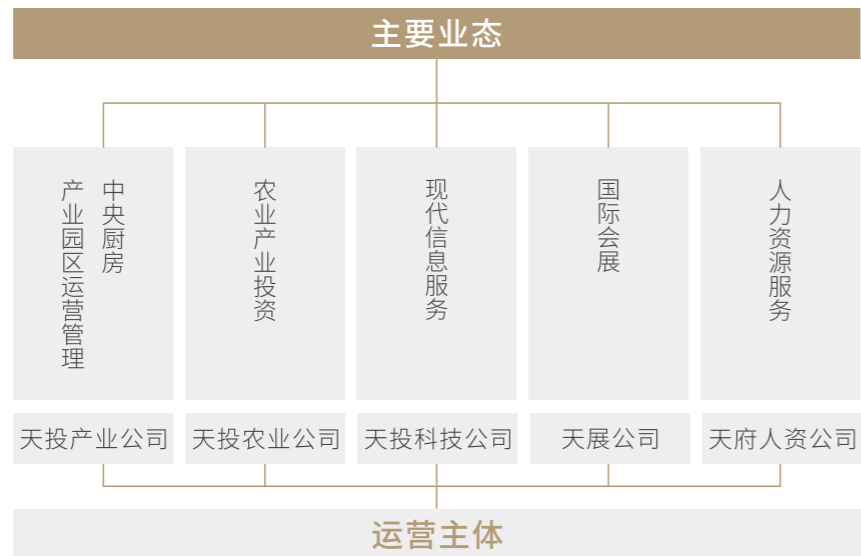 主要业态
中央厨房
产业园区运营管理
农业产业投资
现代信息服务
国际会展
人力资源服务
天投产业公司
天投农业公司
天投科技公司
天展公司
天府人资公司
运营主体